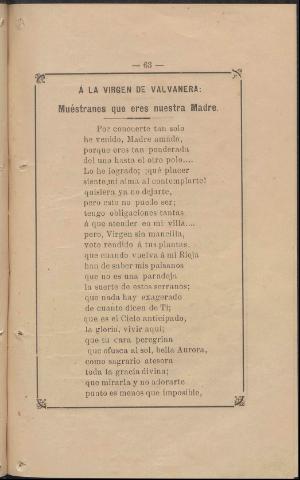 — 63 —
Á LA VIRGEN DE VALVANERA:
Muéstranos que eres nuestra Madre.
Por conocerte tan solo
he venido, Madre amada,
porque eres tan ponderada
del uno hasta el otro polo....
Lo he logrado; ¡qué placer
siente mi alma al contemplarte!
quisiera ya no dejarte,
pero esto no puede ser;
tengo obligaciones tantas
á que atender en mi villa....
pero, Virgen sin mancilla,
voto rendido á tus plantas
que cuando vuelva á mi Rioja
han de saber mis paisanos
que no es una paradoja
la suerte de estos serranos;
que nada hay exagerado
de cuanto dicen de Ti;
que es el Cielo anticipado,
la gloria, vivir aquí;
que tu cara peregrina
que ofusca al sol, bella Aurora,
como sagrario atesora
toda la gracia divina;
que mirarla y no adorarte
punto es menos que imposible,